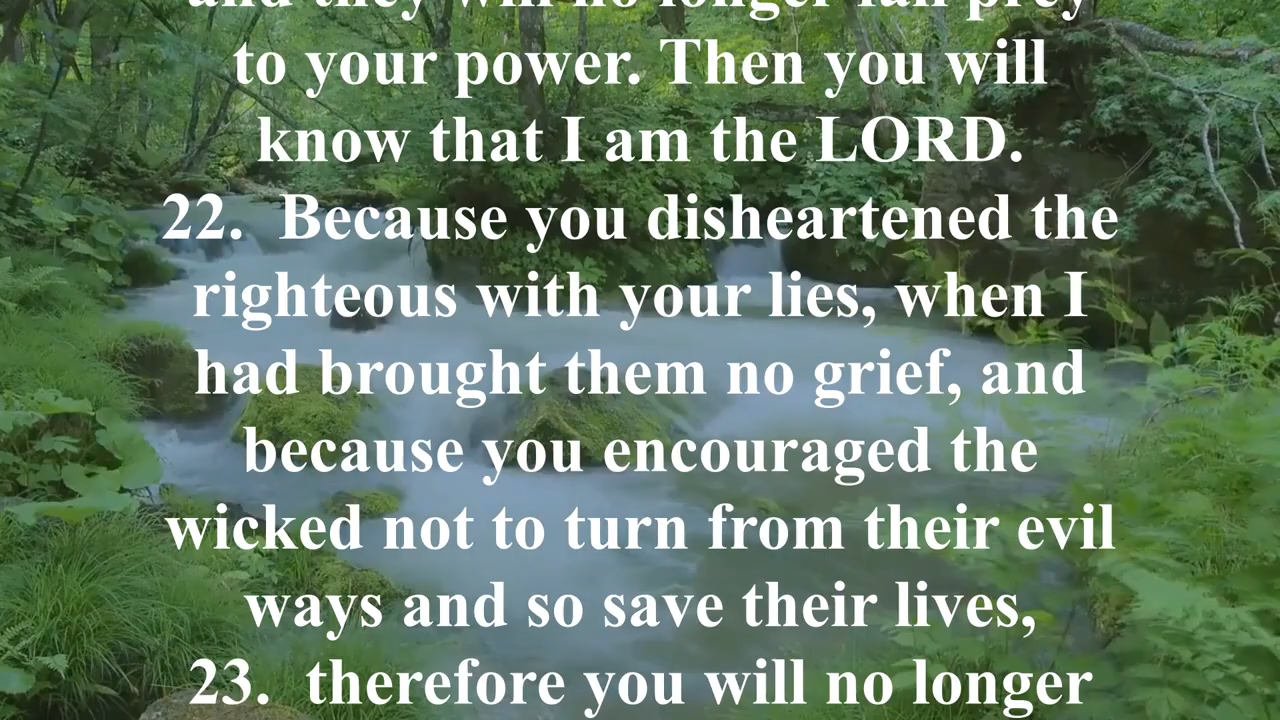 and they will no longer fall prey
to your power. Then you will
know that I am the LORD.
22. Because you disheartened the
righteous with your lies, when I
had brought them no grief, and
because you encouraged the
wicked not to turn from their evil
ways and so save their lives,
23. therefore you will no longer